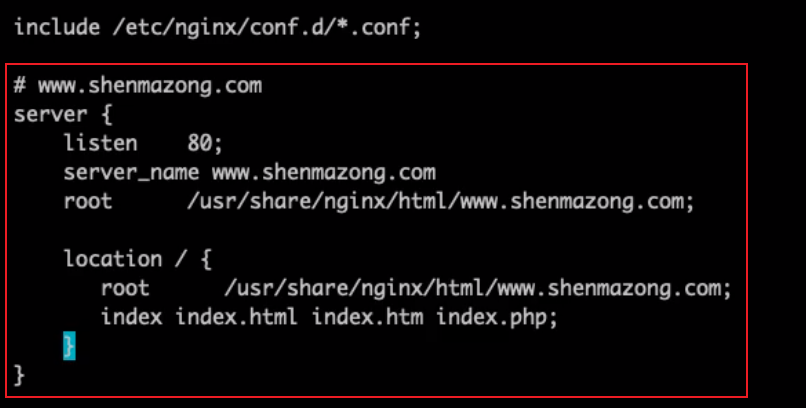 include /etc/nginx/conf.d/*.conf;
# www.shenmazong.com
server {
listen 80;
server_name www.shenmazong.com
root /usr/share/nginx/html/www.shenmazong.com;
location / {
root /usr/share/nginx/html/www.shenmazong.com;
index index.html index.htm index.php;
}
}